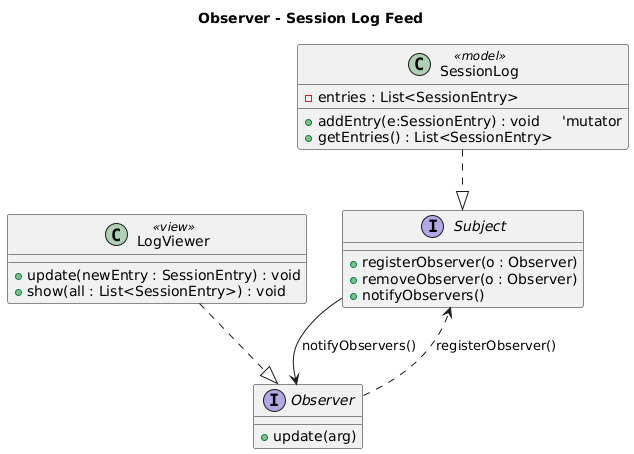 Observer - Session Log Feed
C
«model»
SessionLog
entries : List<SessionEntry>
addEntry(e:SessionEntry) : void     'mutator
getEntries() : List<SessionEntry>
C
«view»
LogViewer
update(newEntry : SessionEntry) : void
show(all : List<SessionEntry>) : void
I
Subject
registerObserver(o : Observer)
removeObserver(o : Observer)
notifyObservers()
notifyObservers()
registerObserver()
I
Observer
update(arg)